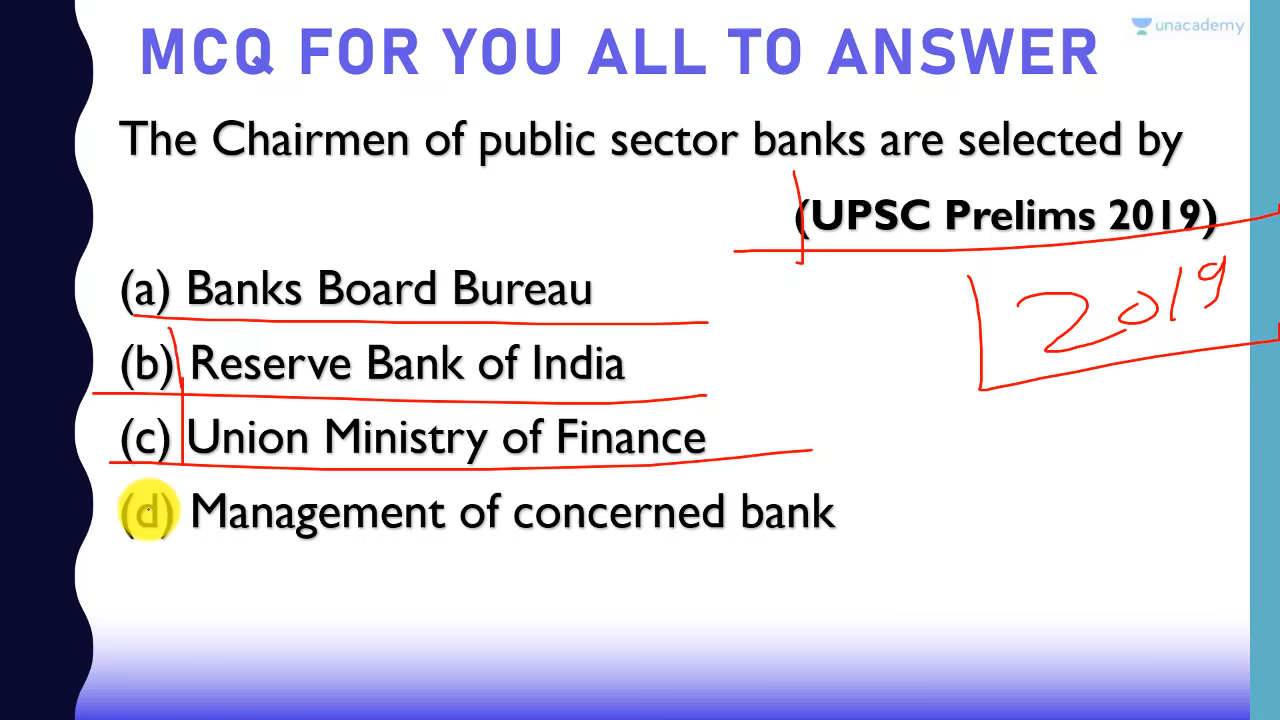 unacademy
MCQ FOR YOU ALL TO ANSWER
The Chairmen of public sector banks are selected by
(UPSC Prelims 2019)
(a) Banks Board Bureau
2019
(b) Reserve Bank of India
(c) Union Ministry of Finance
(d) Management of concerned bank